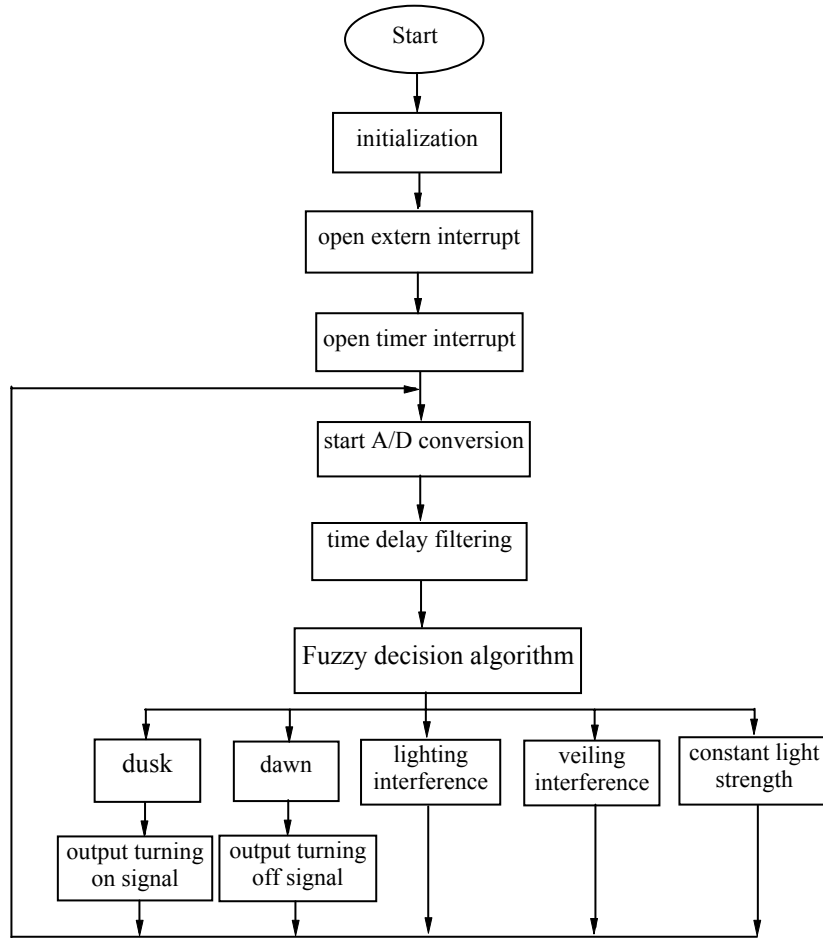 Start
initialization
open extern interrupt
open timer interrupt
start A/D conversion
time delay filtering
Fuzzy decision algorithm
dusk
dawn
lighting
interference
veiling
interference
constant light
strength
output turning
on signal
output turning
off signal